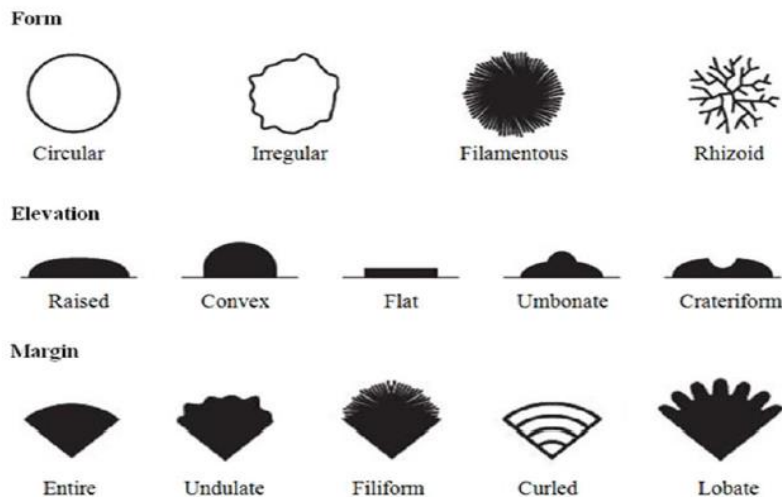 Form
Circular Irregular Filamentous Rhizoid
Elevation
Raised Convex Flat Umbonate Crateriform
Margin
Entire Undulate Filiform Curled Lobate